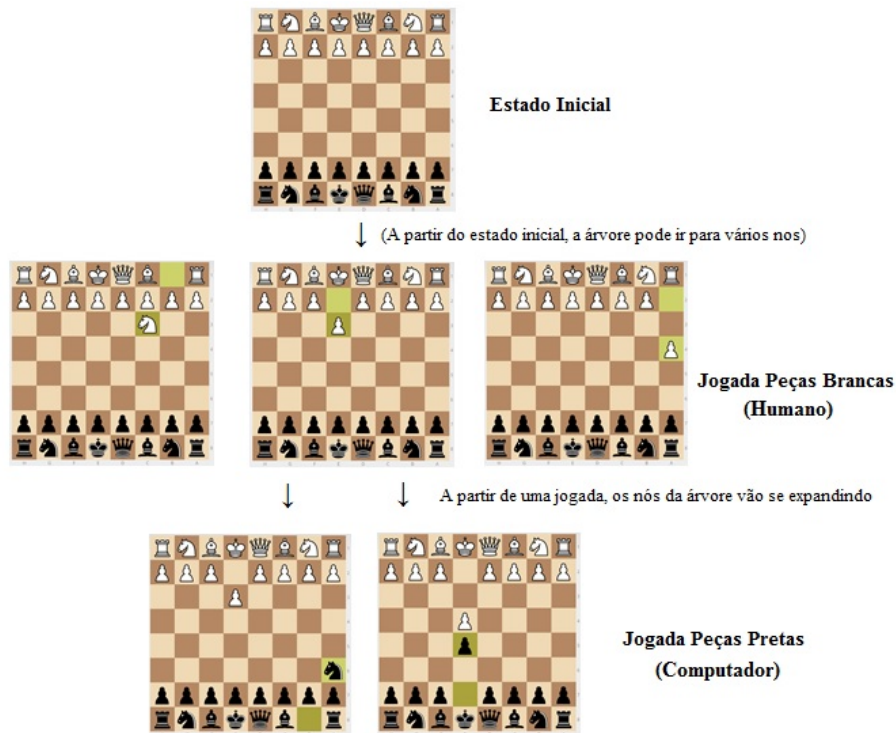 Estado Inicial
(A partir do estado inicial, a árvore pode ir para vários nos)
Jogada Peças Brancas
(Humano)
A partir de uma jogada, os nós da árvore vão se expandindo
Jogada Peças Pretas
(Computador)